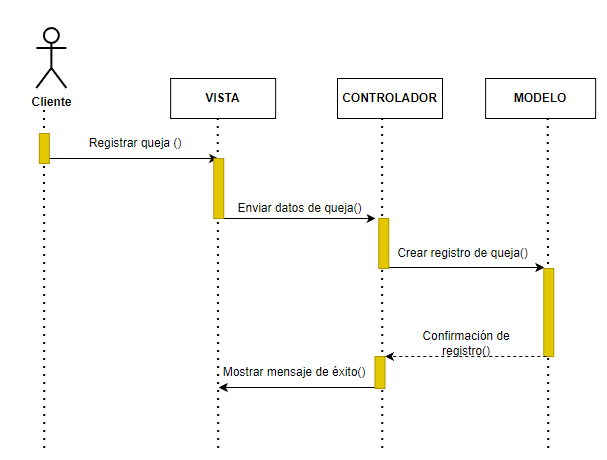 Cliente
VISTA
CONTROLADOR
MODELO
Registrar queja ()
Enviar datos de queja()
Crear registro de queja()
Confirmación de
registro()
Mostrar mensaje de éxito()